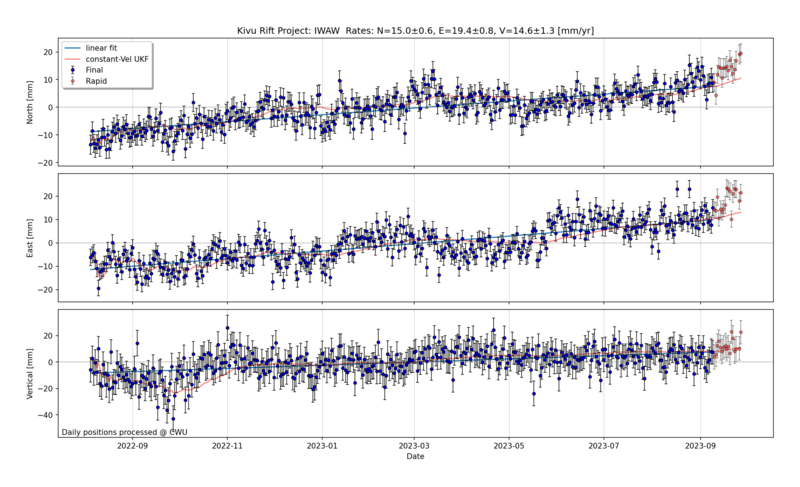 Kivu Rift Project: IWAW Rates: N=15.0±0.6, E=19.4±0.8, V=14.6±1.3 [mm/yr]
linear fit
constant-Vel UKF
Final
Rapid
20
10
0
−10
−20
North [mm]
20
10
0
−10
−20
East [mm]
20
0
−20
−40
Vertical [mm]
Daily positions processed @ CWU
2022-09
2022-11
2023-01
2023-03
2023-05
2023-07
2023-09
Date